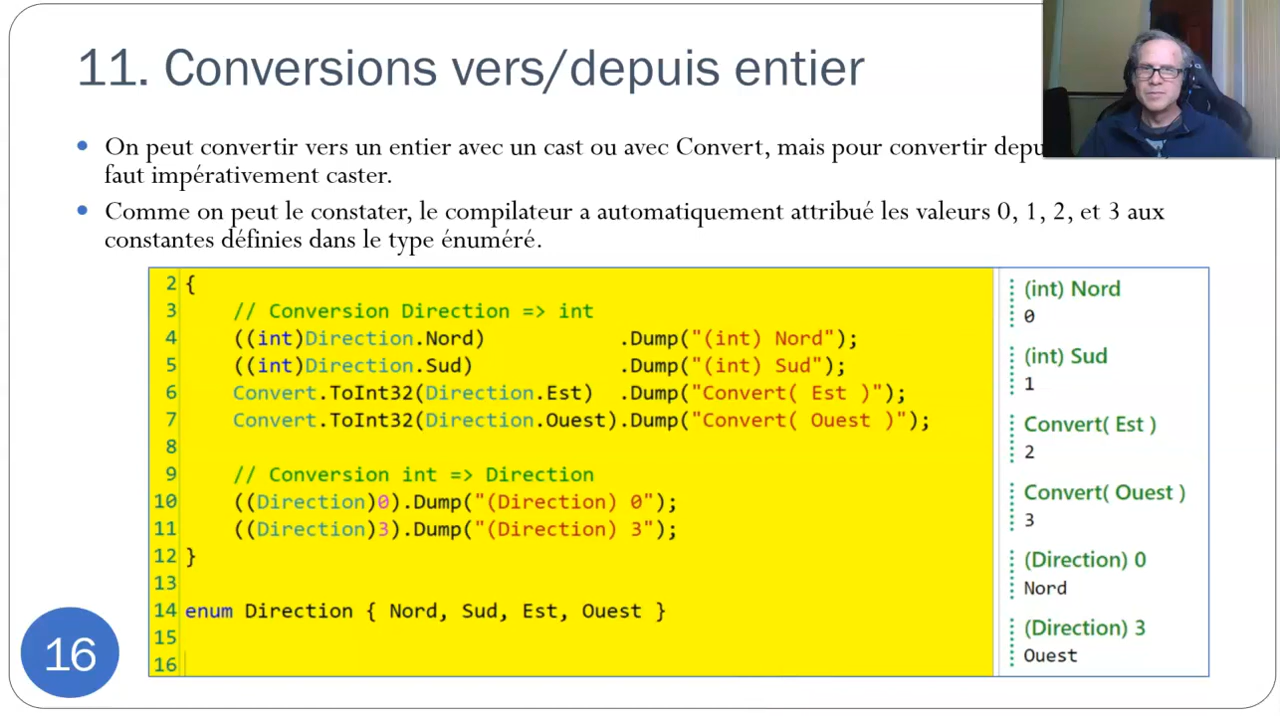 11. Conversions vers/depuis entier
• On peut convertir vers un entier avec un cast ou avec Convert, mais pour convertir
faut impérativement caster.
• Comme on peut le constater, le compilateur a automatiquement attribué les valeurs 0, 1, 2, et 3 aux
constantes définies dans le type énuméré.
2 {
3 // Conversion Direction => int
4 ((int)Direction.Nord) .Dump("(int) Nord");
5 ((int)Direction.Sud) .Dump("(int) Sud");
6 Convert.ToInt32(Direction.Est) .Dump("Convert( Est )");
7 Convert.ToInt32(Direction.Ouest).Dump("Convert( Ouest )");
8
9 // Conversion int => Direction
10 ((Direction)0).Dump("(Direction) 0");
11 ((Direction)3).Dump("(Direction) 3");
12 }
13
14 enum Direction { Nord, Sud, Est, Ouest }
15
16
(int) Nord
0
(int) Sud
1
Convert( Est )
2
Convert( Ouest )
3
(Direction) 0
Nord
(Direction) 3
Ouest
16